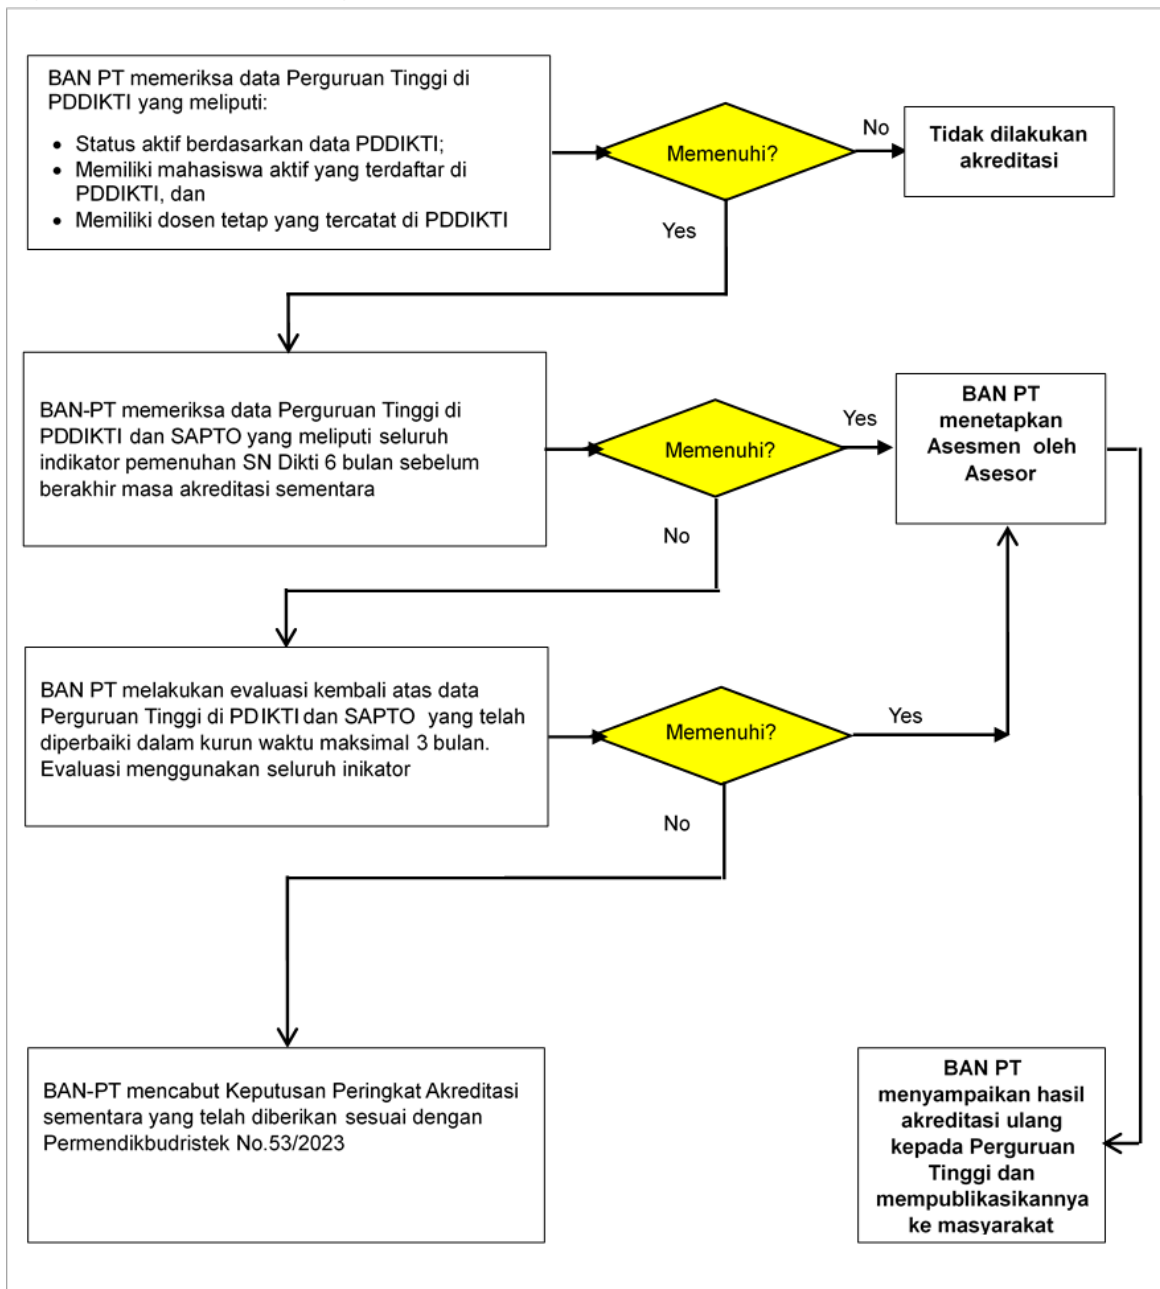 BAN PT memeriksa data Perguruan Tinggi di
PDDIKTI yang meliputi:
• Status aktif berdasarkan data PDDIKTI;
• Memiliki mahasiswa aktif yang terdaftar di
PDDIKTI, dan
• Memiliki dosen tetap yang tercatat di PDDIKTI
Memenuhi?
No
Tidak dilakukan
akreditasi
Yes
BAN-PT memeriksa data Perguruan Tinggi di
PDDIKTI dan SAPTO yang meliputi seluruh
indikator pemenuhan SN Dikti 6 bulan sebelum
berakhir masa akreditasi sementara
Memenuhi?
Yes
BAN PT
menetapkan
Asesmen oleh
Asesor
No
BAN PT melakukan evaluasi kembali atas data
Perguruan Tinggi di PDIKTI dan SAPTO yang telah
diperbaiki dalam kurun waktu maksimal 3 bulan.
Evaluasi menggunakan seluruh inikator
Memenuhi?
Yes
No
BAN-PT mencabut Keputusan Peringkat Akreditasi
sementara yang telah diberikan sesuai dengan
Permendikbudristek No.53/2023
BAN PT
menyampaikan hasil
akreditasi ulang
kepada Perguruan
Tinggi dan
mempublikasikannya
ke masyarakat